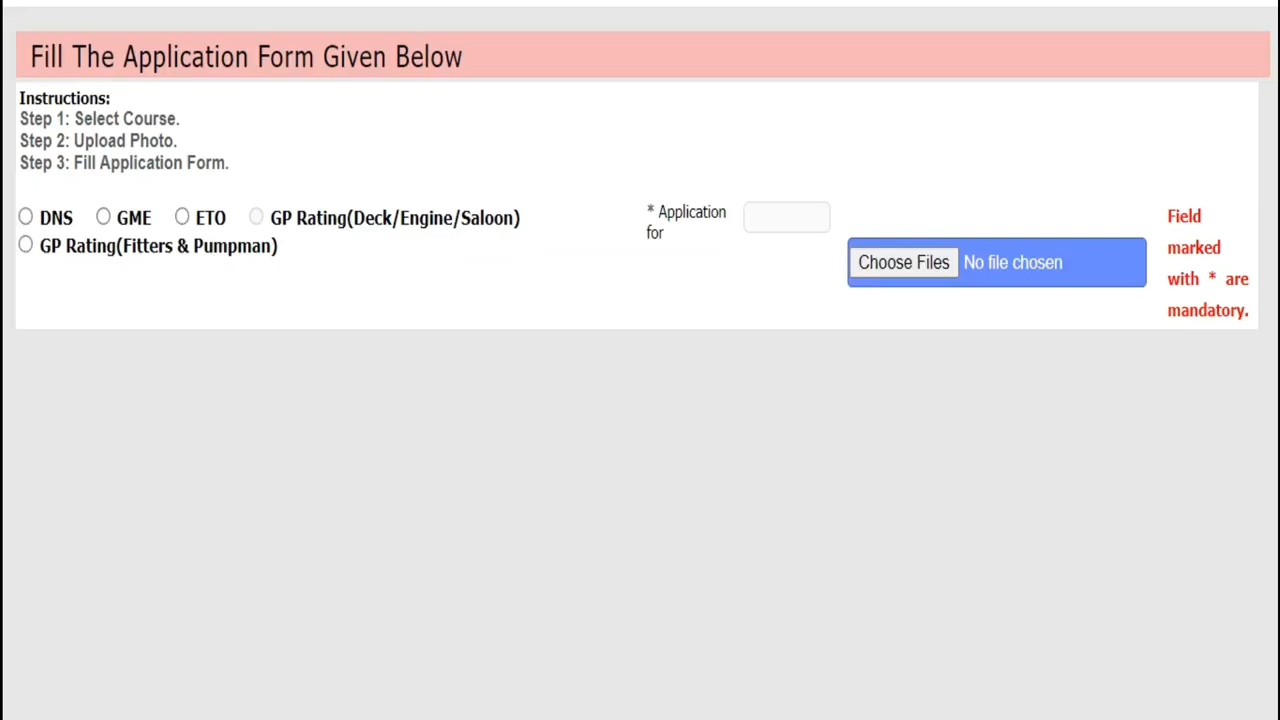 Fill The Application Form Given Below
Instructions:
Step 1: Select Course.
Step 2: Upload Photo.
Step 3: Fill Application Form.
DNS GME ETO GP Rating(Deck/Engine/Saloon)
GP Rating(Fitters & Pumpman)
* Application
for
Choose Files No file chosen
Field
marked
with * are
mandatory.